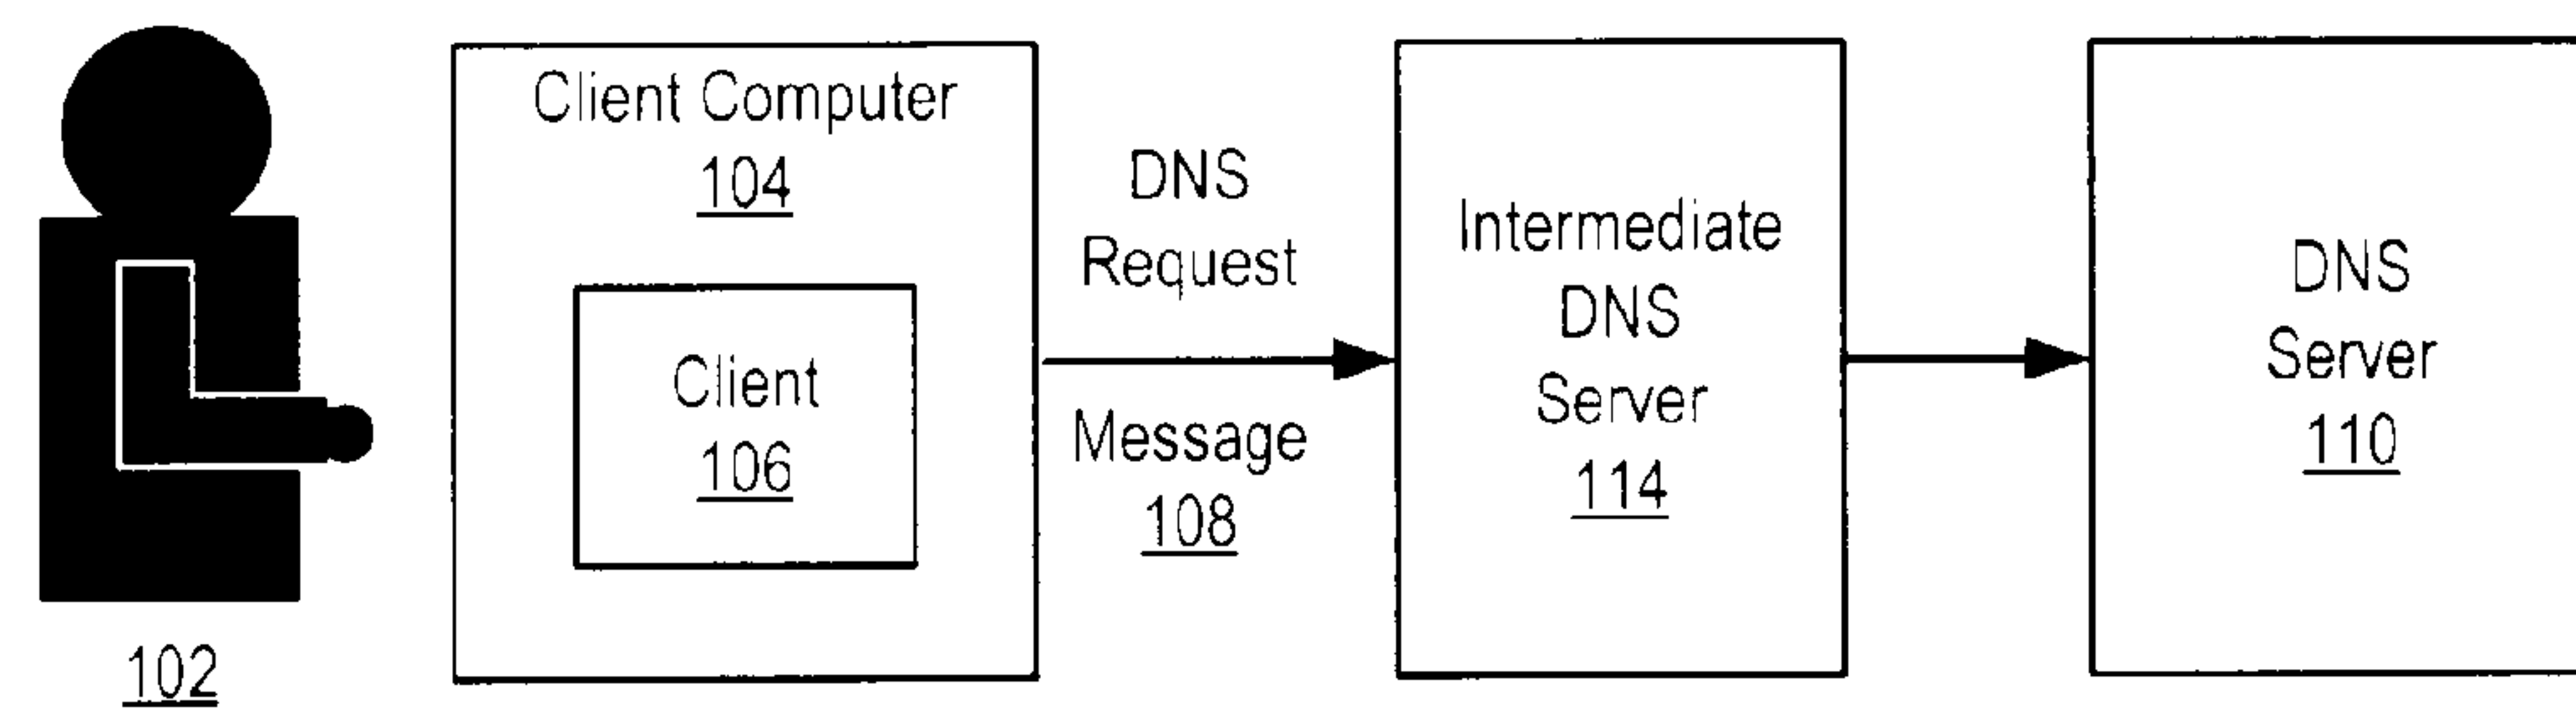 Client Computer
104
Client
106
DNS
Request
Message
108
Intermediate
DNS
Server
114
DNS
Server
110
102